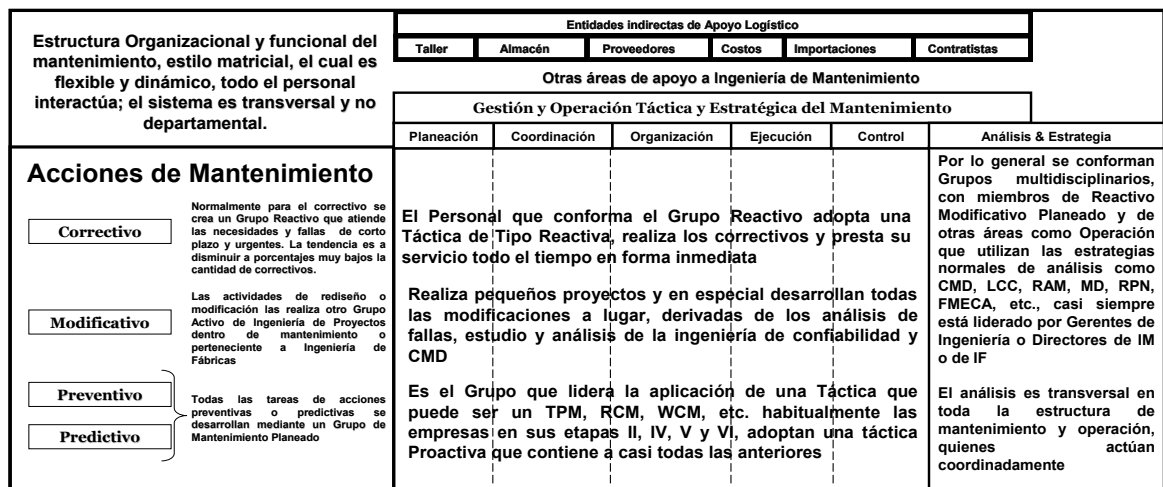 Estructura Organizacional y funcional del
mantenimiento, estilo matricial, el cual es
flexible y dinámico, todo el personal
interactúa; el sistema es transversal y no
departamental.
Entidades indirectas de Apoyo Logístico
Taller Almacén Proveedores Costos Importaciones Contratistas
Otras áreas de apoyo a Ingeniería de Mantenimiento
Gestión y Operación Táctica y Estratégica del Mantenimiento
Planeación Coordinación Organización Ejecución Control Análisis & Estrategia
Acciones de Mantenimiento
Correctivo
Normalmente para el correctivo se
crea un Grupo Reactivo que atiende
las necesidades y fallas de corto
plazo y urgentes. La tendencia es a
disminuir a porcentajes muy bajos la
cantidad de correctivos.
El Personal que conforma el Grupo Reactivo adopta una
Táctica de Tipo Reactiva, realiza los correctivos y presta su
servicio todo el tiempo en forma inmediata
Modificativo
Las actividades de rediseño o
modificación las realiza otro Grupo
Activo de Ingeniería de Proyectos
dentro de mantenimiento o
perteneciente a Ingeniería de
Fábricas
Realiza pequeños proyectos y en especial desarrollan todas
las modificaciones a lugar, derivadas de los análisis de
fallas, estudio y análisis de la ingeniería de confiabilidad y
CMD
Preventivo
Predictivo
Todas las tareas de acciones
preventivas o predictivas se
desarrollan mediante un Grupo de
Mantenimiento Planeado
Es el Grupo que lidera la aplicación de una Táctica que
puede ser un TPM, RCM, WCM, etc. habitualmente las
empresas en sus etapas II, IV, V y VI, adoptan una táctica
Proactiva que contiene a casi todas las anteriores
Por lo general se conforman
Grupos multidisciplinarios,
con miembros de Reactivo
Modificativo Planeado y de
otras áreas como Operación
que utilizan las estrategias
normales de análisis como
CMD, LCC, RAM, MD, RPN,
FMECA, etc., casi siempre
está liderado por Gerentes de
Ingeniería o Directores de IM
o de IF
El análisis es transversal en
toda la estructura de
mantenimiento y operación,
quienes actúan
coordinadamente